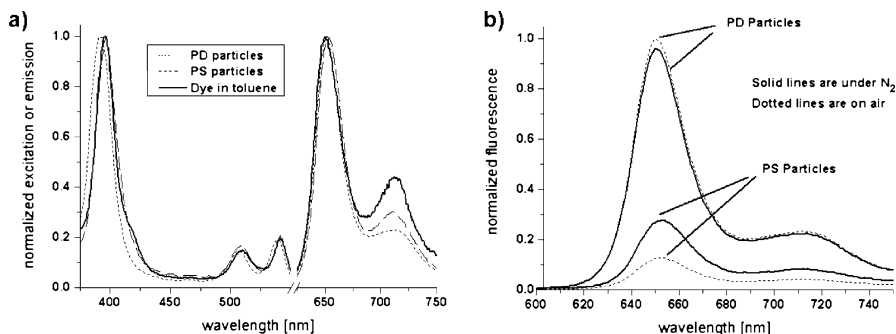 a)
normalized excitation or emission
1.0
0.8
0.6
0.4
0.2
0.0
PD particles
PS particles
Dye in toluene
400
450
500
650
700
750
wavelength [nm]
b)
normalized fluorescence
1.0
0.8
0.6
0.4
0.2
0.0
PD Particles
Solid lines are under N2
Dotted lines are on air
PS Particles
600
620
640
660
680
700
720
740
wavelength [nm]